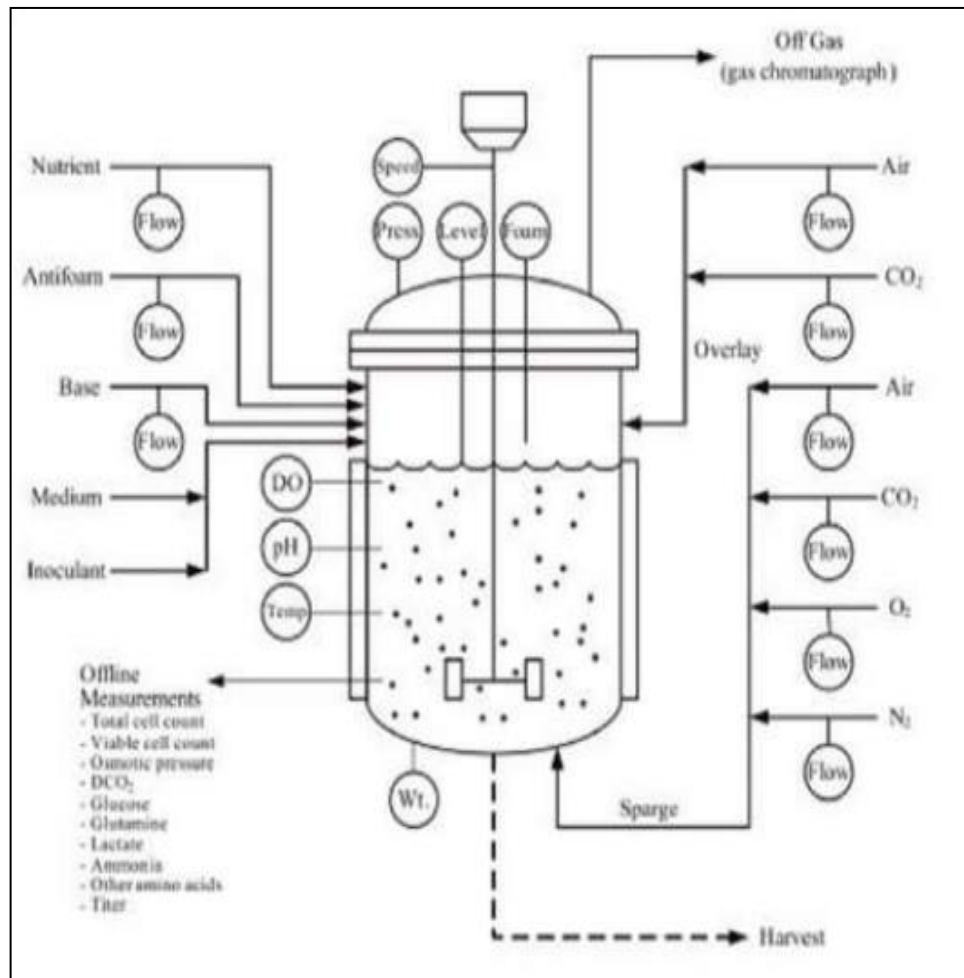 Off Gas
(gas chromatograph)
Nutrient
Speed
Air
Flow
Press
Level
Foam
Flow
Antifoam
CO₂
Flow
Flow
Overlay
Base
Air
Flow
Flow
DO
Medium
CO₂
pH
Flow
Inoculant
Temp
O₂
Flow
Offline
Measurements
- Total cell count
- Viable cell count
- Osmotic pressure
- DCO₂
- Glucose
- Glutamine
- Lactate
- Ammonia
- Other amino acids
- Titer
N₂
Flow
Wt.
Sparge
Harvest